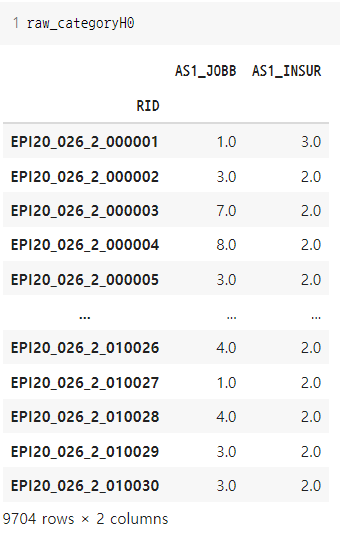 1 raw_categoryH0
AS1_JOBB AS1_INSUR
RID
EPI20_026_2_000001 1.0 3.0
EPI20_026_2_000002 3.0 2.0
EPI20_026_2_000003 7.0 2.0
EPI20_026_2_000004 8.0 2.0
EPI20_026_2_000005 3.0 2.0
... ... ...
EPI20_026_2_010026 4.0 2.0
EPI20_026_2_010027 1.0 2.0
EPI20_026_2_010028 4.0 2.0
EPI20_026_2_010029 3.0 2.0
EPI20_026_2_010030 3.0 2.0
9704 rows × 2 columns